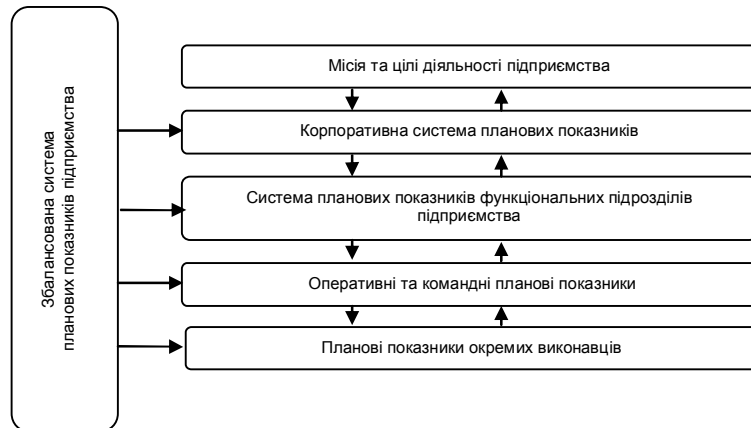 Збалансована система
планових показників підприємства
Місія та цілі діяльності підприємства
Корпоративна система планових показників
Система планових показників функціональних підрозділів
підприємства
Оперативні та командні планові показники
Планові показники окремих виконавців